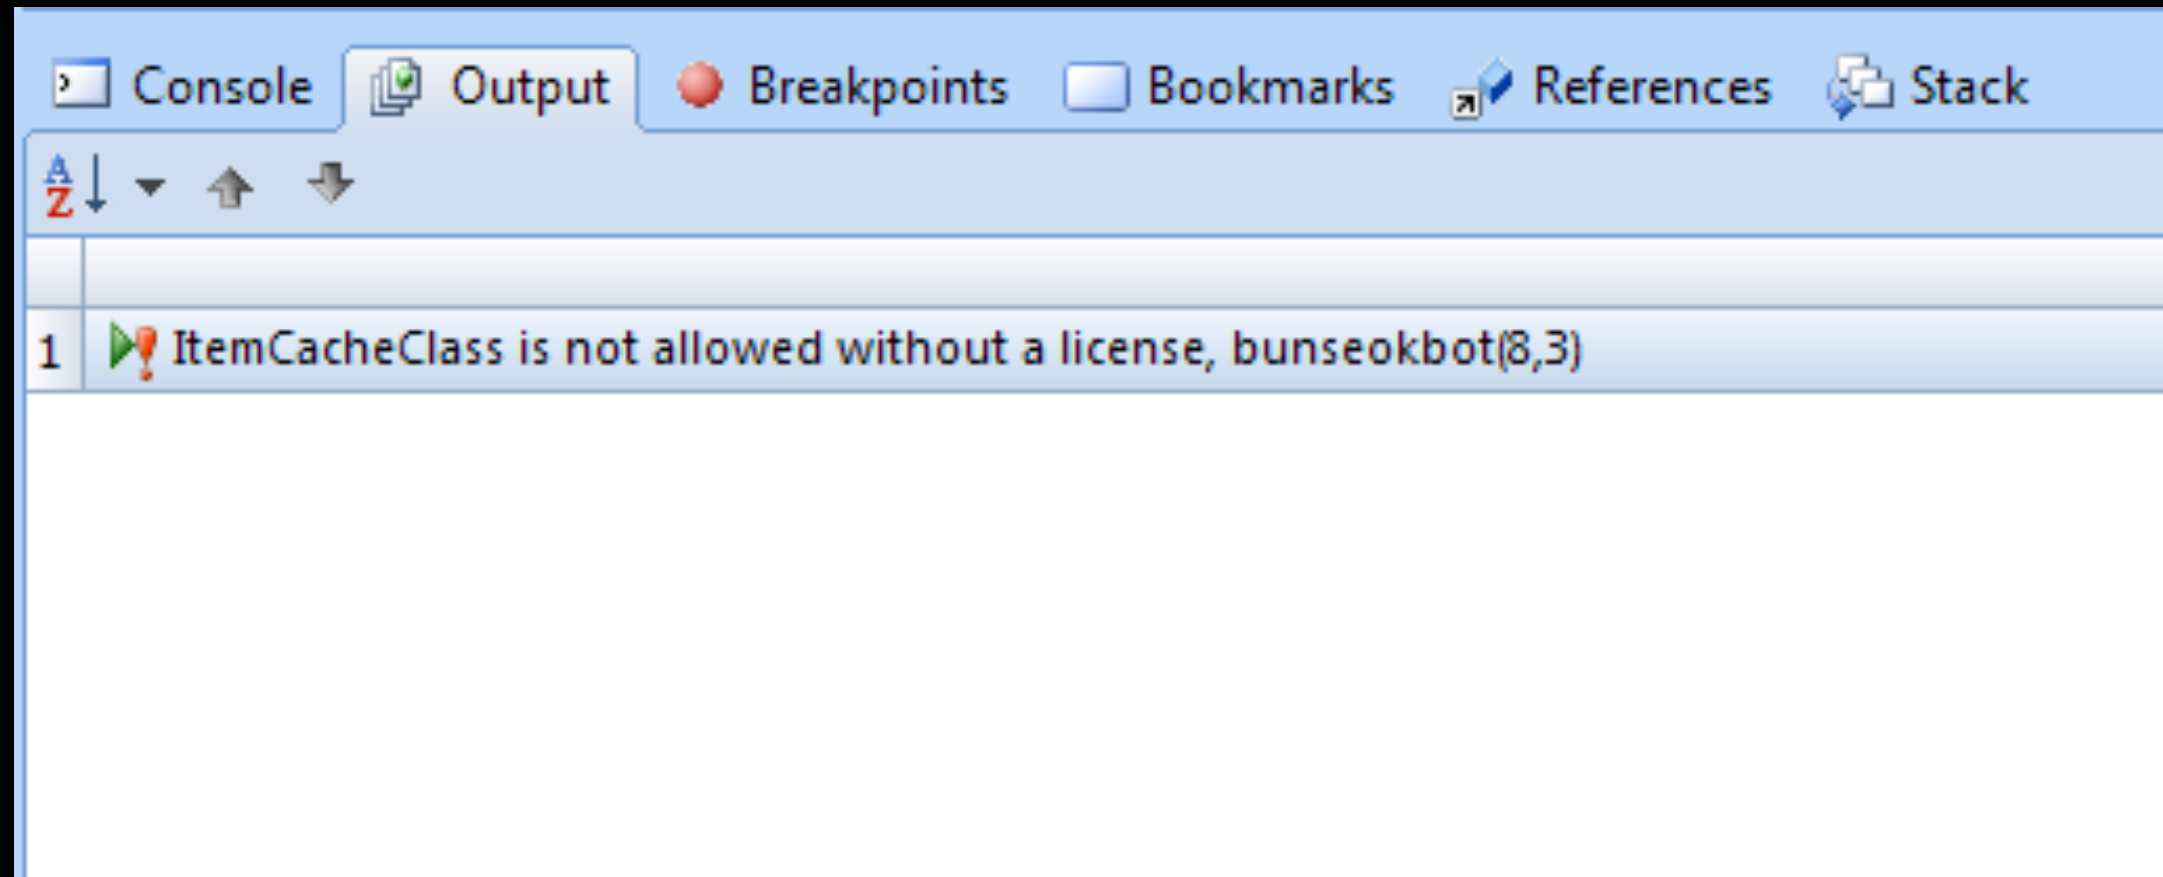 Console Output Breakpoints Bookmarks References Stack
A
Z
1 ItemCacheClass is not allowed without a license, bunseokbot(8,3)